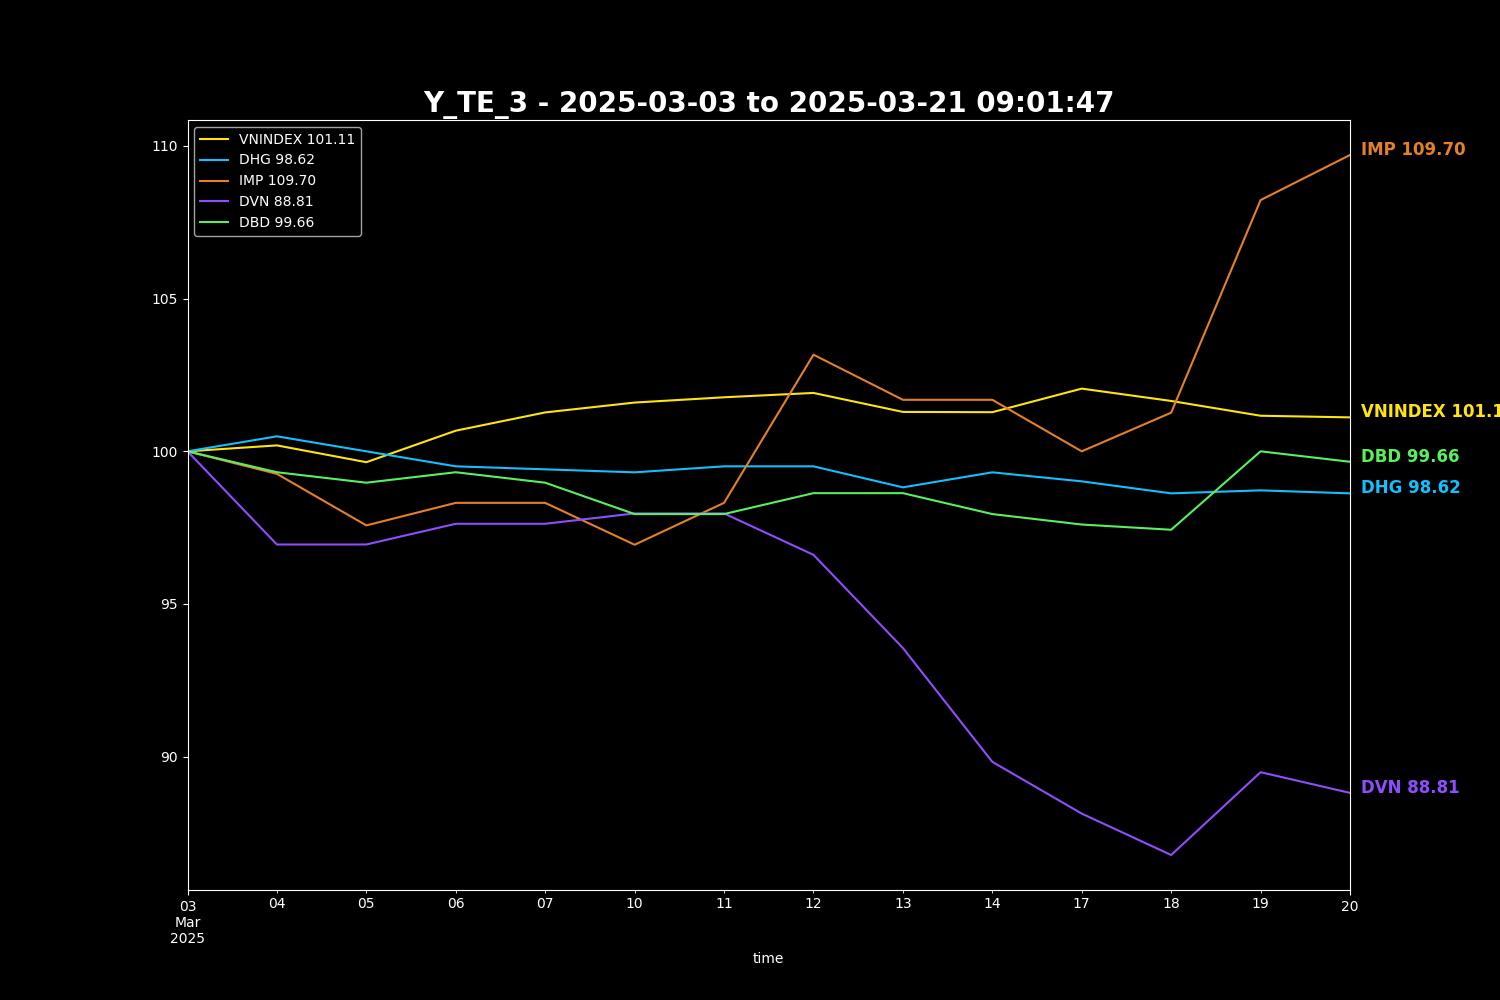 Y_TE_3 - 2025-03-03 to 2025-03-21 09:01:47
VNINDEX 101.11
DHG 98.62
IMP 109.70
DVN 88.81
DBD 99.66
110
105
100
95
90
IMP 109.70
VNINDEX 101.1
DBD 99.66
DHG 98.62
DVN 88.81
03 04 05 06 07 10 11 12 13 14 17 18 19 20
Mar
2025
time